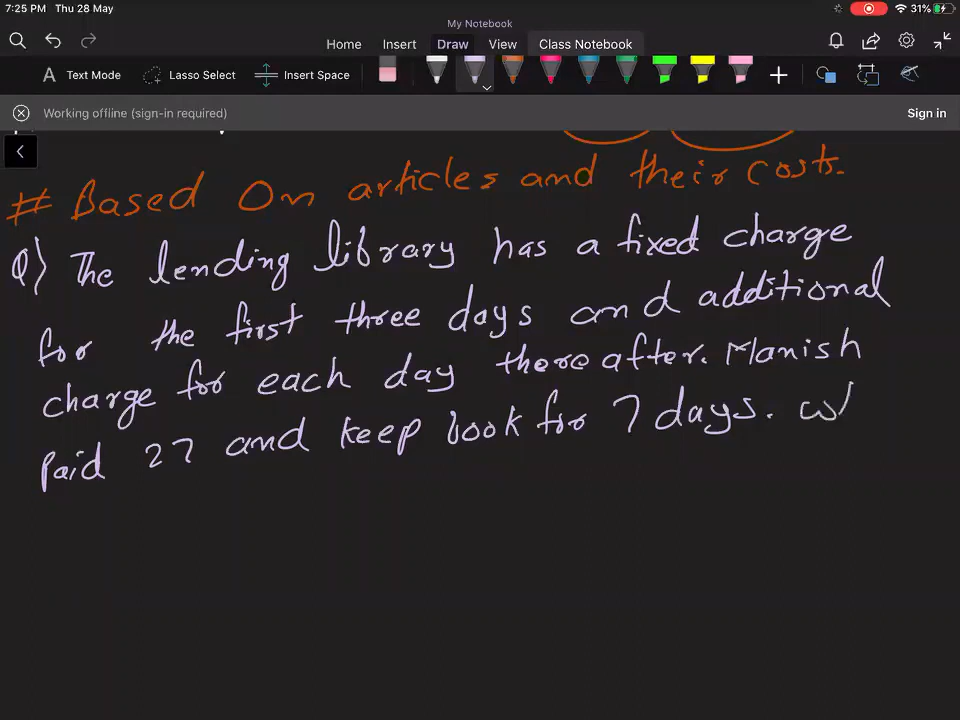 7:25 PM Thu 28 May
31%
My Notebook
Home Insert Draw View Class Notebook
A Text Mode Lasso Select Insert Space
Working offline (sign-in required) Sign in
# Based On articles and their costs.
Q) The lending library has a fixed charge
for the first three days and additional
charge for each day thereafter. Manish
Paid 27 and keep book for 7 days.